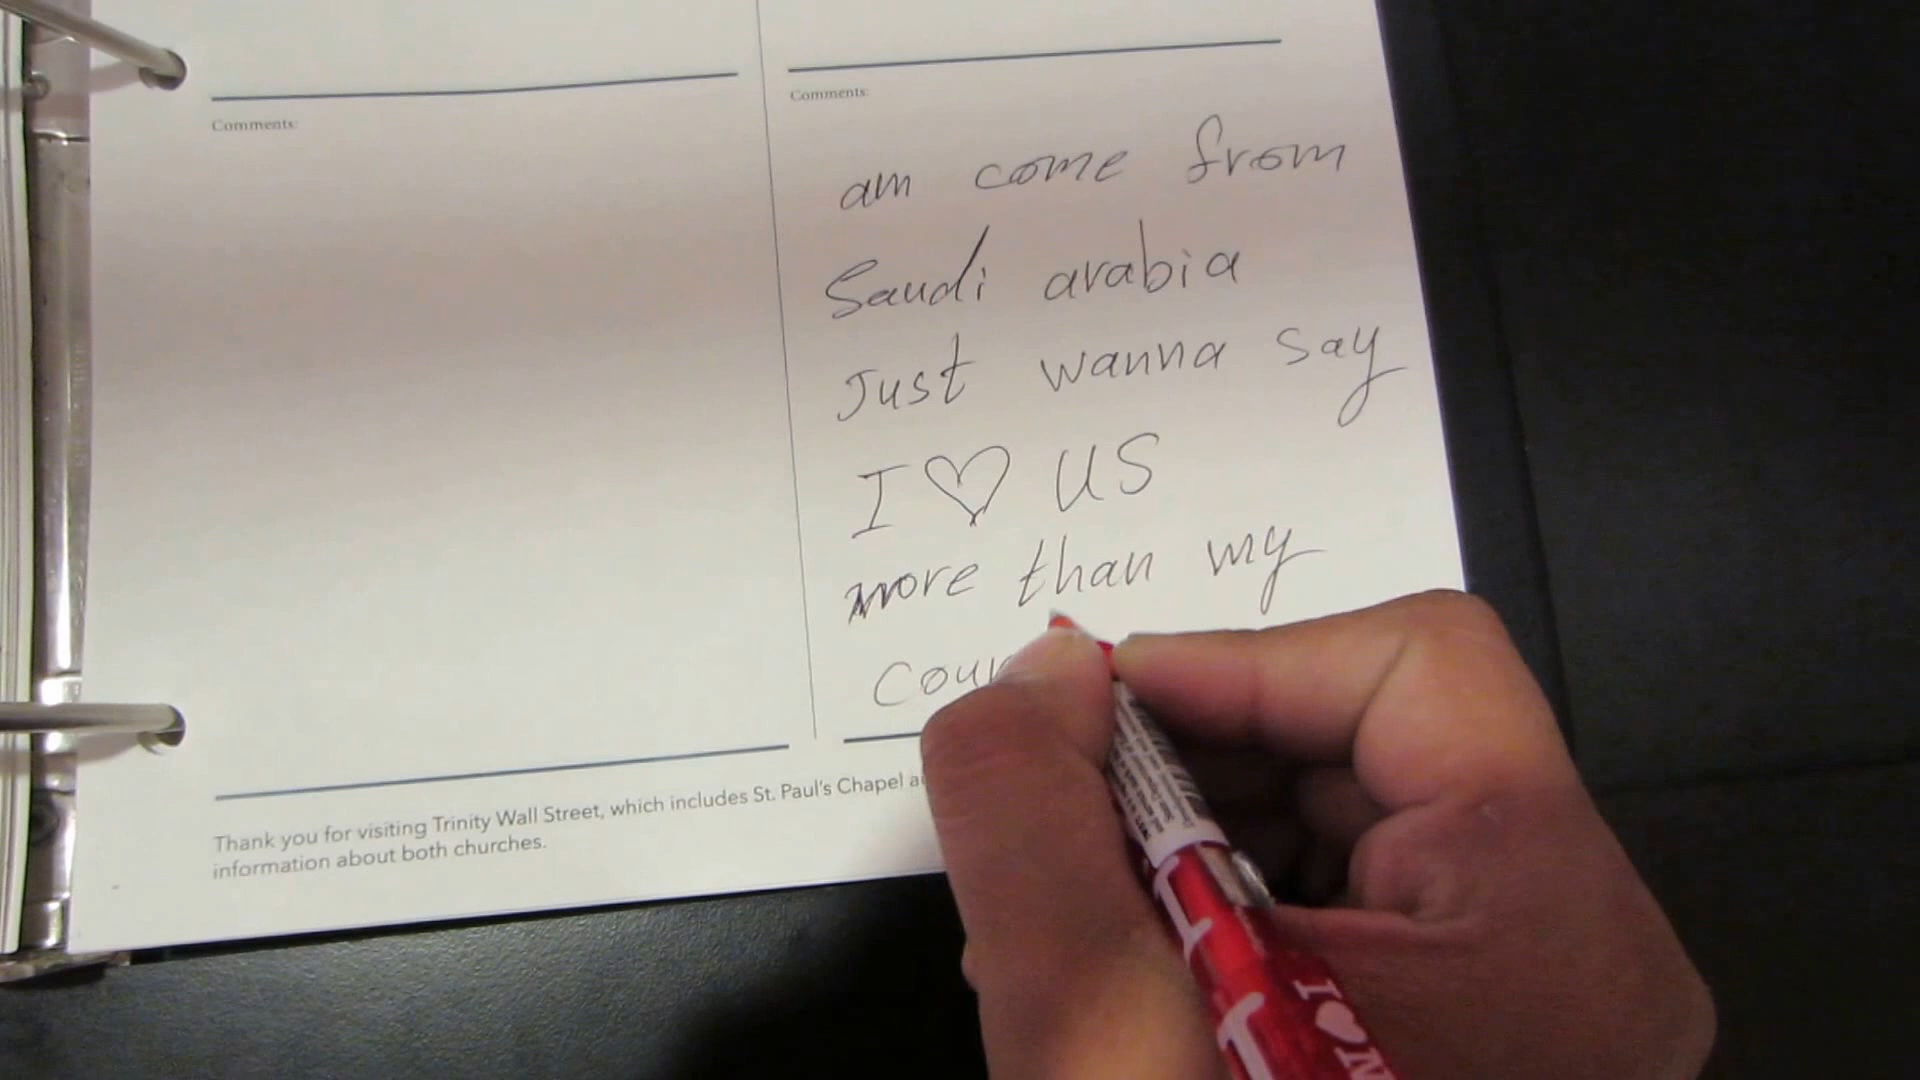 Comments:
Comments:
am come from
Saudi arabia
Just wanna say
I ♡ US
more than my
Thank you for visiting Trinity Wall Street, which includes St. Paul's Chapel
information about both churches.
I ♥ N